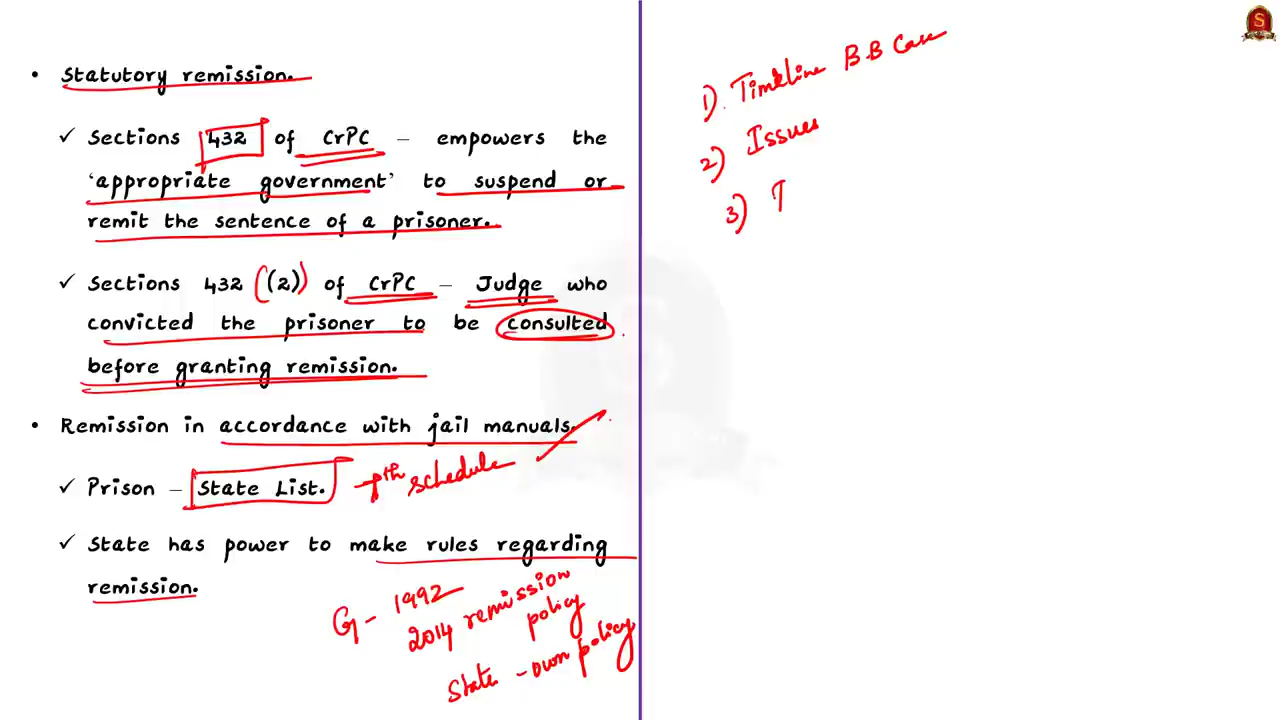 • Statutory remission.
✓ Sections 432 of CrPC – empowers the
'appropriate government' to suspend or
remit the sentence of a prisoner.
✓ Sections 432 (2) of CrPC – Judge who
convicted the prisoner to be consulted
before granting remission.
• Remission in accordance with jail manuals.
✓ Prison – State List. 7th schedule
✓ State has power to make rules regarding
remission.
G - 1992
2014 remission
policy
State - own policy
1). Timeline B.B Case
2) Issues
3)
S